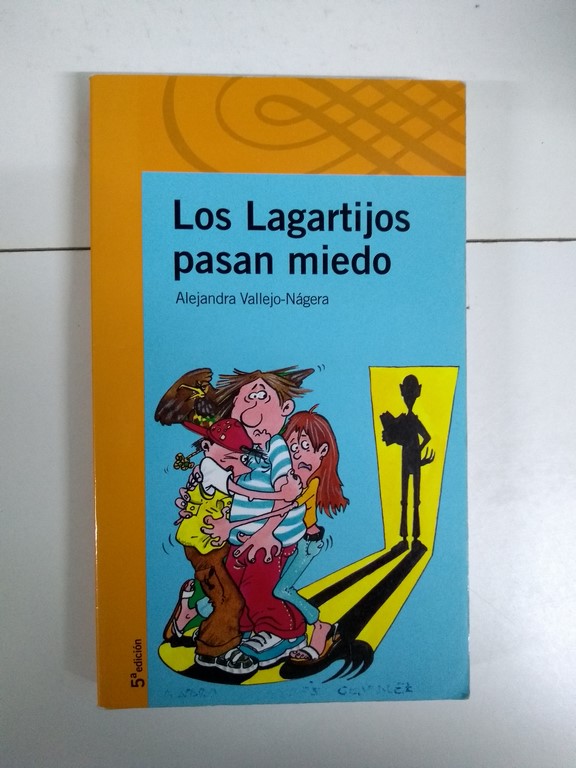 Los Lagartijos
pasan miedo
Alejandra Vallejo-Nágera
5ª edición